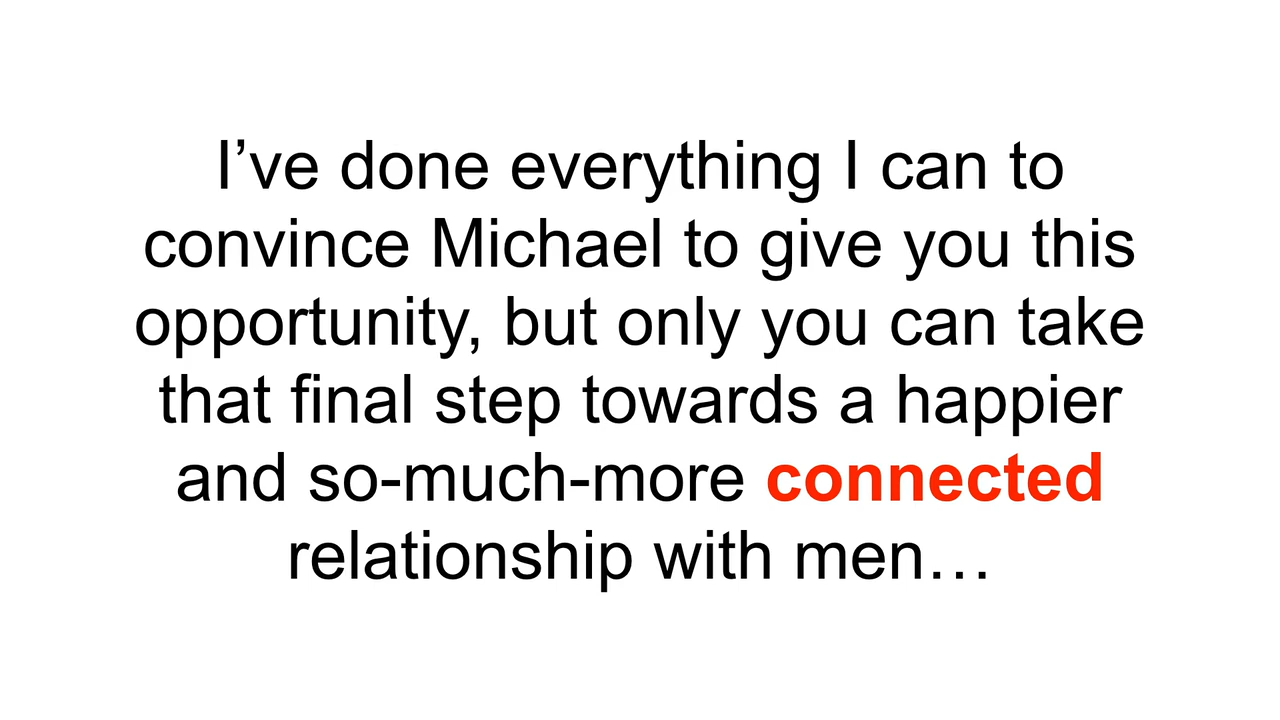 I’ve done everything I can to
convince Michael to give you this
opportunity, but only you can take
that final step towards a happier
and so-much-more connected
relationship with men…